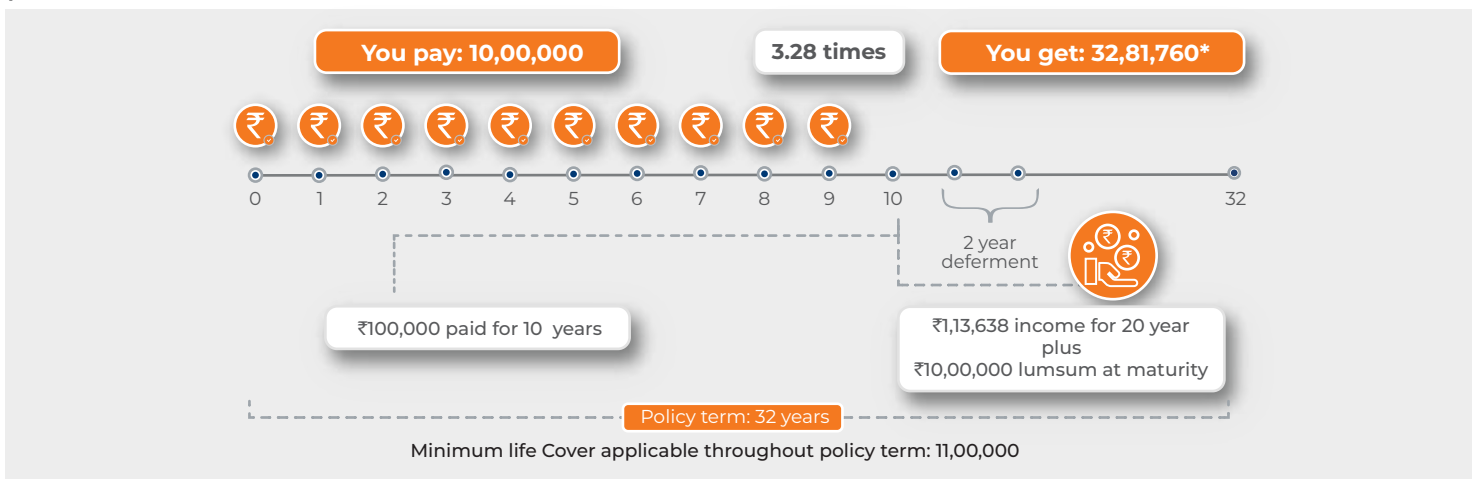 You pay: 10,00,000
3.28 times
You get: 32,81,760*
₹ ₹ ₹ ₹ ₹ ₹ ₹ ₹ ₹ ₹
0 1 2 3 4 5 6 7 8 9 10 32
2 year
deferment
₹ ₹
₹100,000 paid for 10 years
₹1,13,638 income for 20 year
plus
₹10,00,000 lumsum at maturity
Policy term: 32 years
Minimum life Cover applicable throughout policy term: 11,00,000